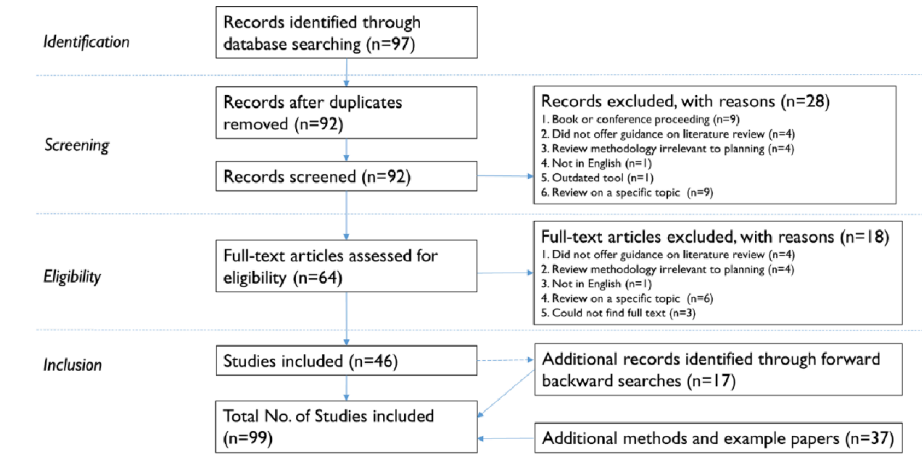 Identification
Records identified through
database searching (n=97)
Screening
Records after duplicates
removed (n=92)
Records screened (n=92)
Records excluded, with reasons (n=28)
1. Book or conference proceeding (n=9)
2. Did not offer guidance on literature review (n=4)
3. Review methodology irrelevant to planning (n=4)
4. Not in English (n=1)
5. Outdated tool (n=1)
6. Review on a specific topic (n=9)
Eligibility
Full-text articles assessed for
eligibility (n=64)
Full-text articles excluded, with reasons (n=18)
1. Did not offer guidance on literature review (n=4)
2. Review methodology irrelevant to planning (n=4)
3. Not in English (n=1)
4. Review on a specific topic (n=6)
5. Could not find full text (n=3)
Inclusion
Studies included (n=46)
Additional records identified through forward
backward searches (n=17)
Total No. of Studies included
(n=99)
Additional methods and example papers (n=37)